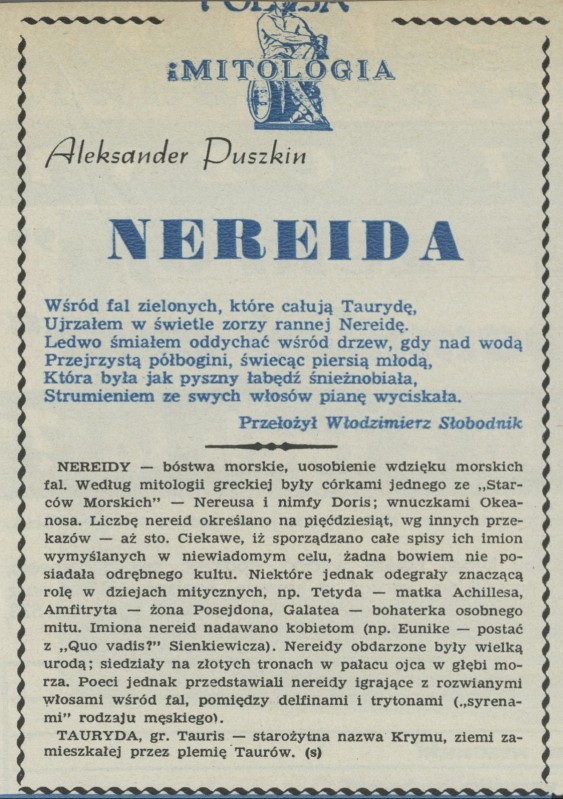 i MITOLOGIA
Aleksander Puszkin
NEREIDA
Wśród fal zielonych, które całują Taurydę,
Ujrzałem w świetle zorzy rannej Nereidę.
Ledwo śmiałem oddychać wśród drzew, gdy nad wodą
Przejrzystą półbogini, świecąc piersią młodą,
Która była jak pyszny łabędź śnieżnobiała,
Strumieniem ze swych włosów pianę wyciskała.
Przełożył Włodzimierz Słobodnik
NEREIDY — bóstwa morskie, uosobienie wdzięku morskich
fal. Według mitologii greckiej były córkami jednego ze „Star-
ców Morskich” — Nereusa i nimfy Doris; wnuczkami Okea-
nosa. Liczbę nereid określano na pięćdziesiąt, wg innych prze-
kazów — aż sto. Ciekawe, iż sporządzano całe spisy ich imion
wymyślanych w niewiadomym celu, żadna bowiem nie po-
siadała odrębnego kultu. Niektóre jednak odegrały znaczącą
rolę w dziejach mitycznych, np. Tetyda — matka Achillesa,
Amfitryta — żona Posejdona, Galatea — bohaterka osobnego
mitu. Imiona nereid nadawano kobietom (np. Eunike — postać
z „Quo vadis?” Sienkiewicza). Nereidy obdarzone były wielką
urodą; siedziały na złotych tronach w pałacu ojca w głębi mo-
rza. Poeci jednak przedstawiali nereidy igrające z rozwianymi
włosami wśród fal, pomiędzy delfinami i trytonami („syrena-
mi” rodzaju męskiego).
TAURYDA, gr. Tauris — starożytna nazwa Krymu, ziemi za-
mieszkałej przez plemię Taurów. (s)